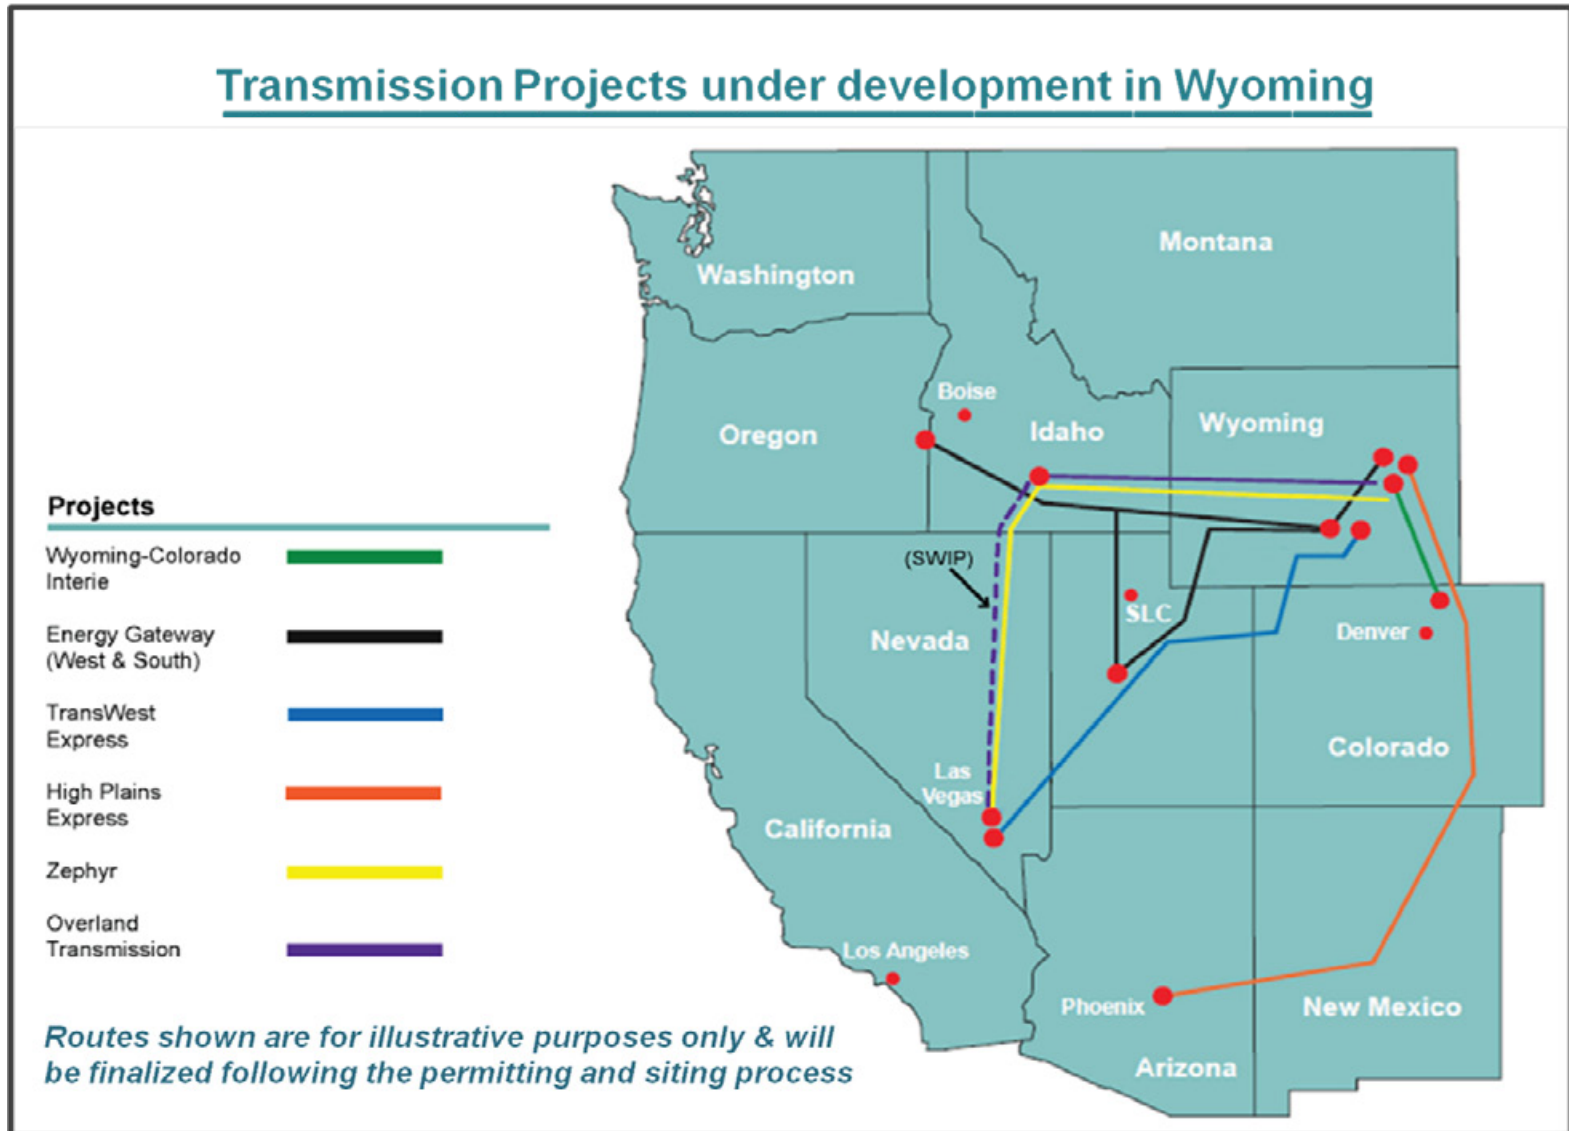 Transmission Projects under development in Wyoming
Montana
Washington
Boise
Oregon
Idaho
Wyoming
Projects
Wyoming-Colorado
Interie
(SWIP)
SLC
Energy Gateway
(West & South)
Nevada
Denver
TransWest
Express
Colorado
Las
Vegas
High Plains
Express
California
Zephyr
Overland
Transmission
Los Angeles
Phoenix
New Mexico
Arizona
Routes shown are for illustrative purposes only & will
be finalized following the permitting and siting process